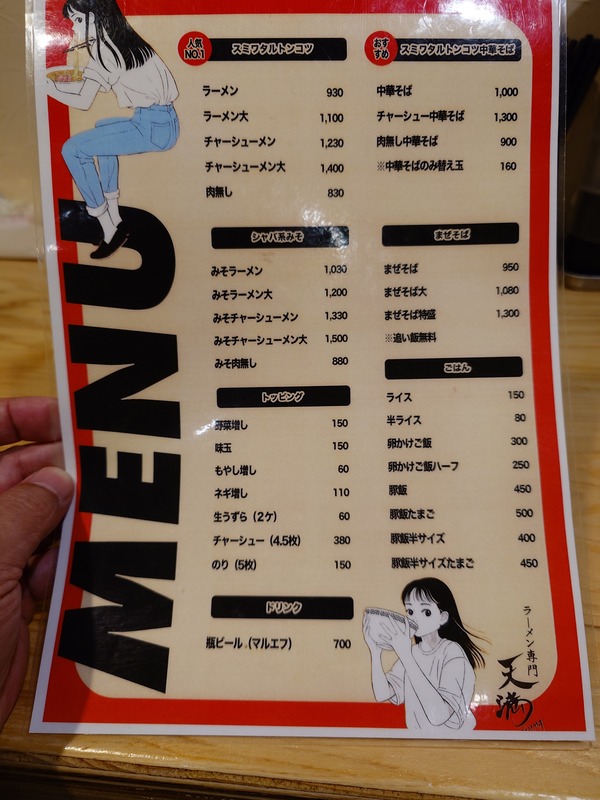 MENU
人気
NO.1
スミワタルトンコツ
ラーメン 930
ラーメン大 1,100
チャーシューメン 1,230
チャーシューメン大 1,400
肉無し 830
おす
すめ
スミワタルトンコツ中華そば
中華そば 1,000
チャーシュー中華そば 1,300
肉無し中華そば 900
※中華そばのみ替え玉 160
シャバ系みそ
みそラーメン 1,030
みそラーメン大 1,200
みそチャーシューメン 1,330
みそチャーシューメン大 1,500
みそ肉無し 880
まぜそば
まぜそば 950
まぜそば大 1,080
まぜそば特盛 1,300
※追い飯無料
トッピング
野菜増し 150
味玉 150
もやし増し 60
ネギ増し 110
生うずら（2ケ） 60
チャーシュー（4.5枚） 380
のり（5枚） 150
ごはん
ライス 150
半ライス 80
卵かけご飯 300
卵かけご飯ハーフ 250
豚飯 450
豚飯たまご 500
豚飯半サイズ 400
豚飯半サイズたまご 450
ドリンク
瓶ビール（マルエフ） 700
ラーメン専門
天満